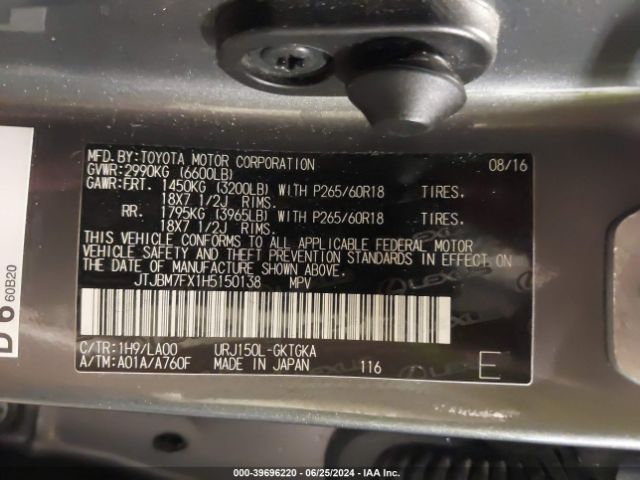 MFD.BY:TOYOTA MOTOR CORPORATION 08/16
GVWR:2990KG (6600LB)
GAWR:FRT. 1450KG (3200LB) WITH P265/60R18 TIRES.
18X7 1/2J RIMS.
RR. 1795KG (3965LB) WITH P265/60R18 TIRES.
18X7 1/2J RIMS.
THIS VEHICLE CONFORMS TO ALL APPLICABLE FEDERAL MOTOR
VEHICLE SAFETY AND THEFT PREVENTION STANDARDS IN EFFECT
ON THE DATE OF MANUFACTURE SHOWN ABOVE.
JTJBM7FX1H5150138 MPV
C/TR:1H9/LA00 URJ150L-GKTGKA
A/TM:A01A/A760F MADE IN JAPAN 116 E
LEXUS
D 6
60B20
000-39696220 - 06/25/2024 - IAA Inc.